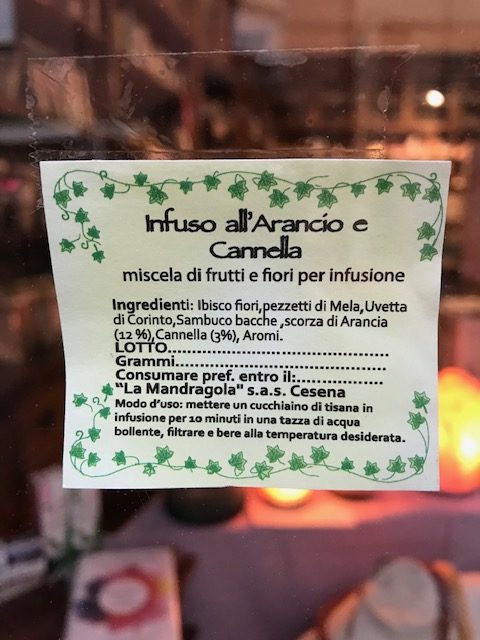 Infuso all'Arancio e
Cannella
miscela di frutti e fiori per infusione
Ingredienti: Ibisco fiori,pezzetti di Mela,Uvetta
di Corinto,Sambuco bacche ,scorza di Arancia
(12 %),Cannella (3%), Aromi.
LOTTO.......................................
Grammi.....................................
Consumare pref. entro il:...............
"La Mandragola" s.a.s. Cesena
Modo d'uso: mettere un cucchiaino di tisana in
infusione per 10 minuti in una tazza di acqua
bollente, filtrare e bere alla temperatura desiderata.